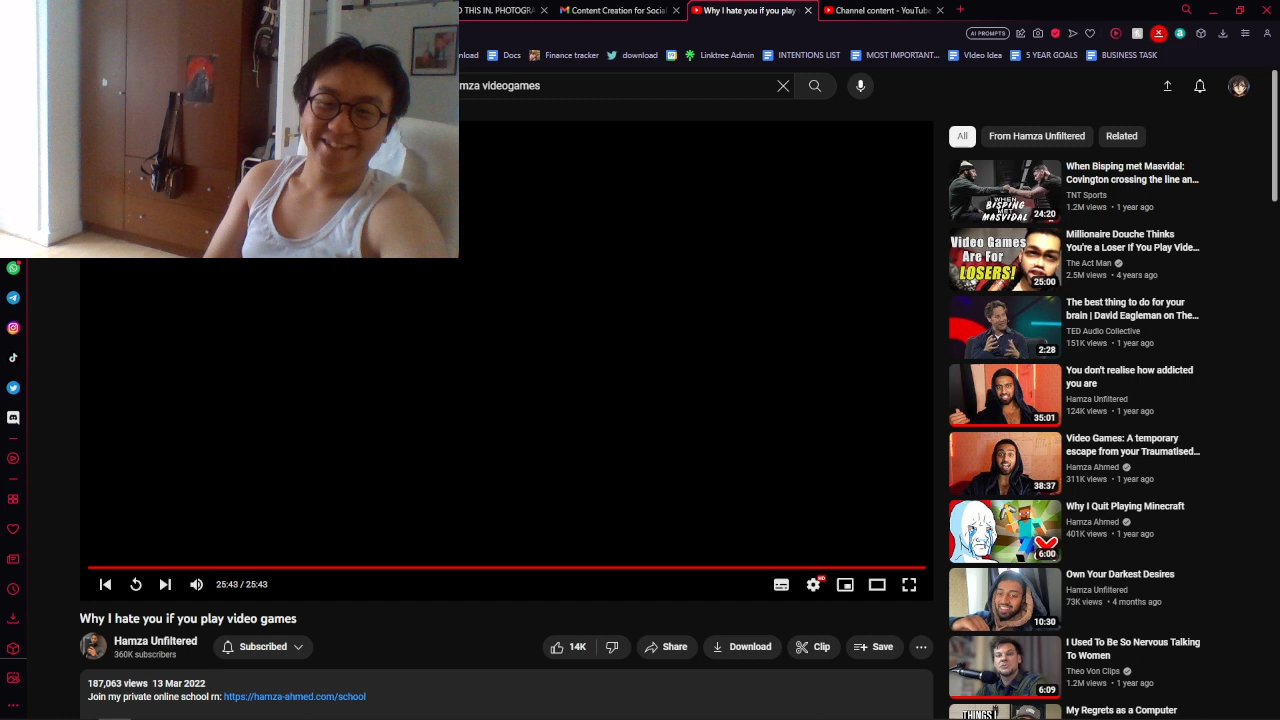 O THIS IN. PHOTOGRA
Content Creation for Social
Why I hate you if you play
Channel content - YouTub
AI PROMPTS
nload
Docs
Finance tracker
download
Linktree Admin
INTENTIONS LIST
MOST IMPORTANT...
Video Idea
5 YEAR GOALS
BUSINESS TASK
mza videogames
All
From Hamza Unfiltered
Related
WHEN
BISPING
MET
MASVIDAL
24:20
When Bisping met Masvidal:
Covington crossing the line an...
TNT Sports
1.2M views • 1 year ago
Video Games
Are For
LOSERS!
25:00
Millionaire Douche Thinks
You're a Loser If You Play Vide...
The Act Man
2.5M views • 4 years ago
2:28
The best thing to do for your
brain | David Eagleman on The...
TED Audio Collective
151K views • 1 year ago
35:01
You don't realise how addicted
you are
Hamza Unfiltered
124K views • 1 year ago
38:37
Video Games: A temporary
escape from your Traumatised...
Hamza Ahmed
311K views • 1 year ago
6:00
Why I Quit Playing Minecraft
Hamza Ahmed
401K views • 1 year ago
10:30
Own Your Darkest Desires
Hamza Unfiltered
73K views • 4 months ago
6:09
I Used To Be So Nervous Talking
To Women
Theo Von Clips
1.2M views • 1 year ago
THINGS I
My Regrets as a Computer
25:43 / 25:43
HD
Why I hate you if you play video games
Hamza Unfiltered
360K subscribers
Subscribed
14K
Share
Download
Clip
Save
187,063 views 13 Mar 2022
Join my private online school rn: https://hamza-ahmed.com/school